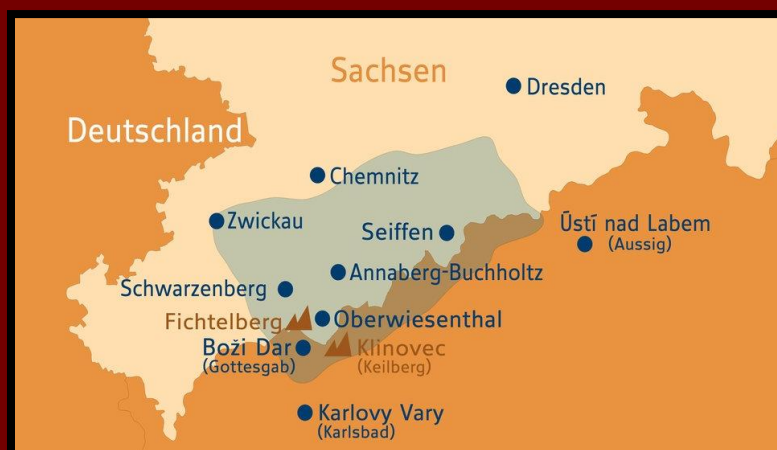 Sachsen
Dresden
Deutschland
Chemnitz
Zwickau
Seiffen
Ūstí nad Labem
(Aussig)
Annaberg-Buchholtz
Schwarzenberg
Fichtelberg
Oberwiesenthal
Boži Dar
(Gottesgab)
Klinovec
(Keilberg)
Karlovy Vary
(Karlsbad)